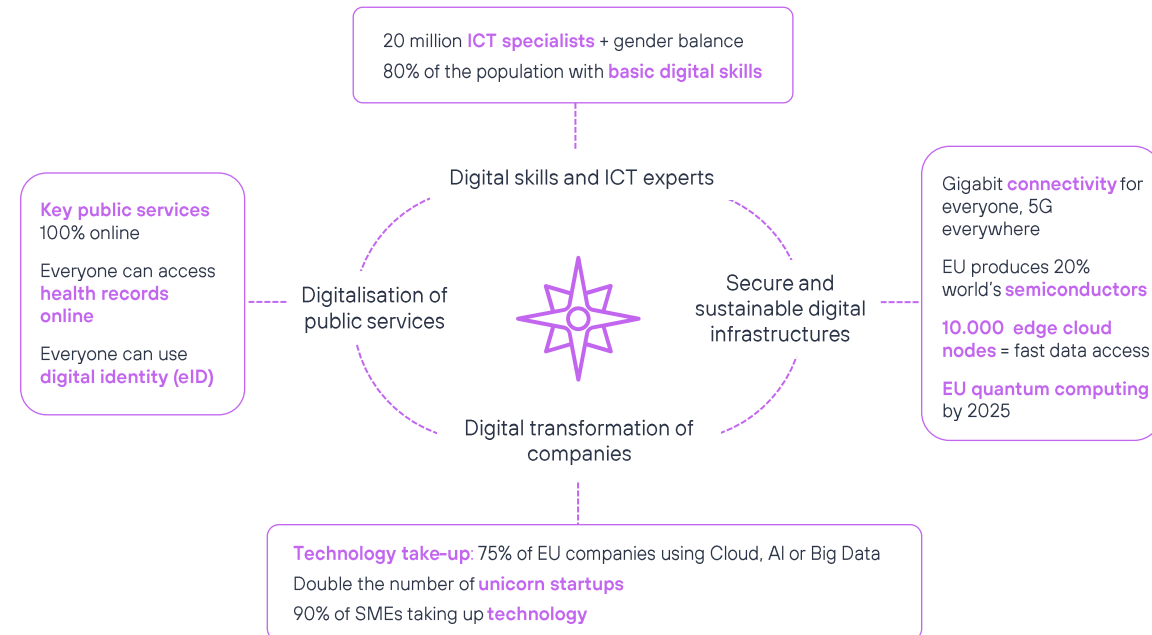 20 million ICT specialists + gender balance
80% of the population with basic digital skills
Digital skills and ICT experts
Key public services
100% online
Everyone can access
health records
online
Everyone can use
digital identity (eID)
Digitalisation of
public services
Secure and
sustainable digital
infrastructures
Gigabit connectivity for
everyone, 5G
everywhere
EU produces 20%
world's semiconductors
10.000 edge cloud
nodes = fast data access
EU quantum computing
by 2025
Digital transformation of
companies
Technology take-up: 75% of EU companies using Cloud, AI or Big Data
Double the number of unicorn startups
90% of SMEs taking up technology